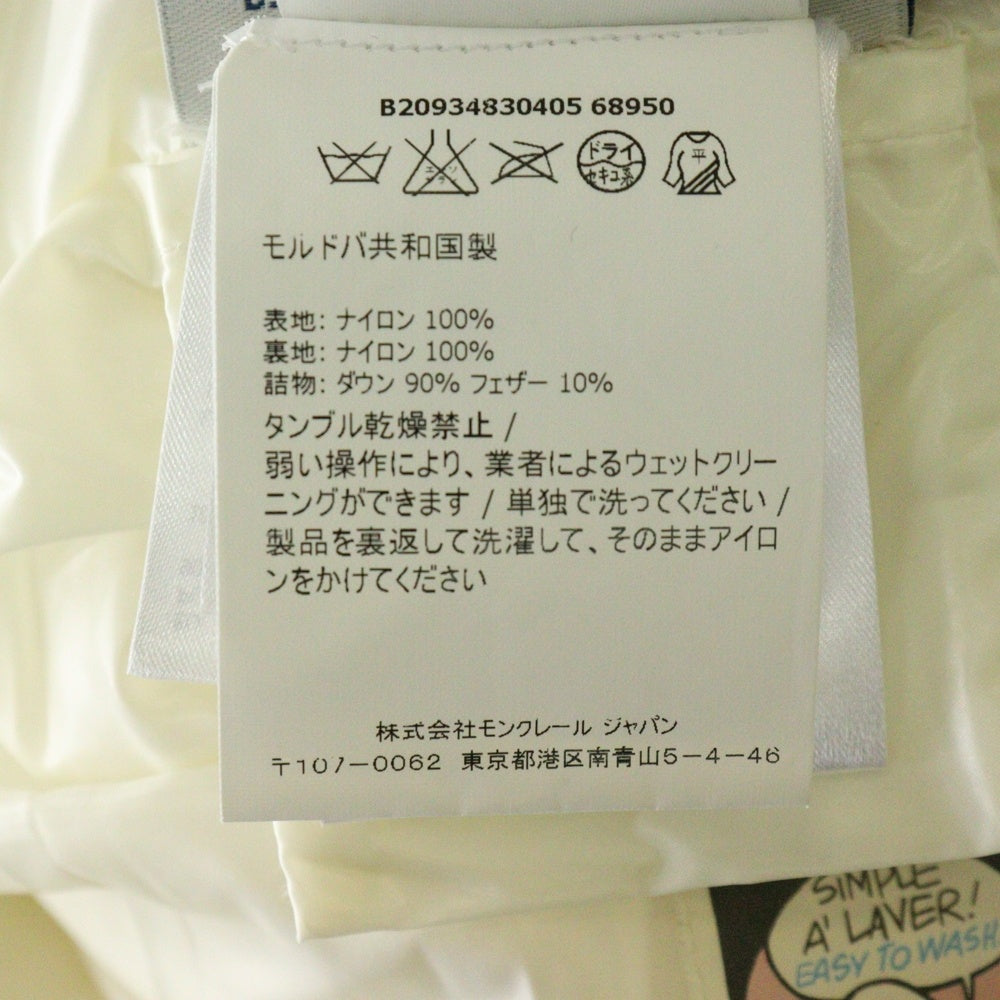 B20934830405 68950
エンソ
サラシ
ドライ
セキユ系
平
モルドバ共和国製
表地: ナイロン 100%
裏地: ナイロン 100%
詰物: ダウン 90% フェザー 10%
タンブル乾燥禁止 /
弱い操作により、業者によるウェットクリー
ニングができます / 単独で洗ってください /
製品を裏返して洗濯して、そのままアイロ
ンをかけてください
株式会社モンクレール ジャパン
〒107-0062 東京都港区南青山5-4-46
SIMPLE
A' LAVER!
EASY TO WASH